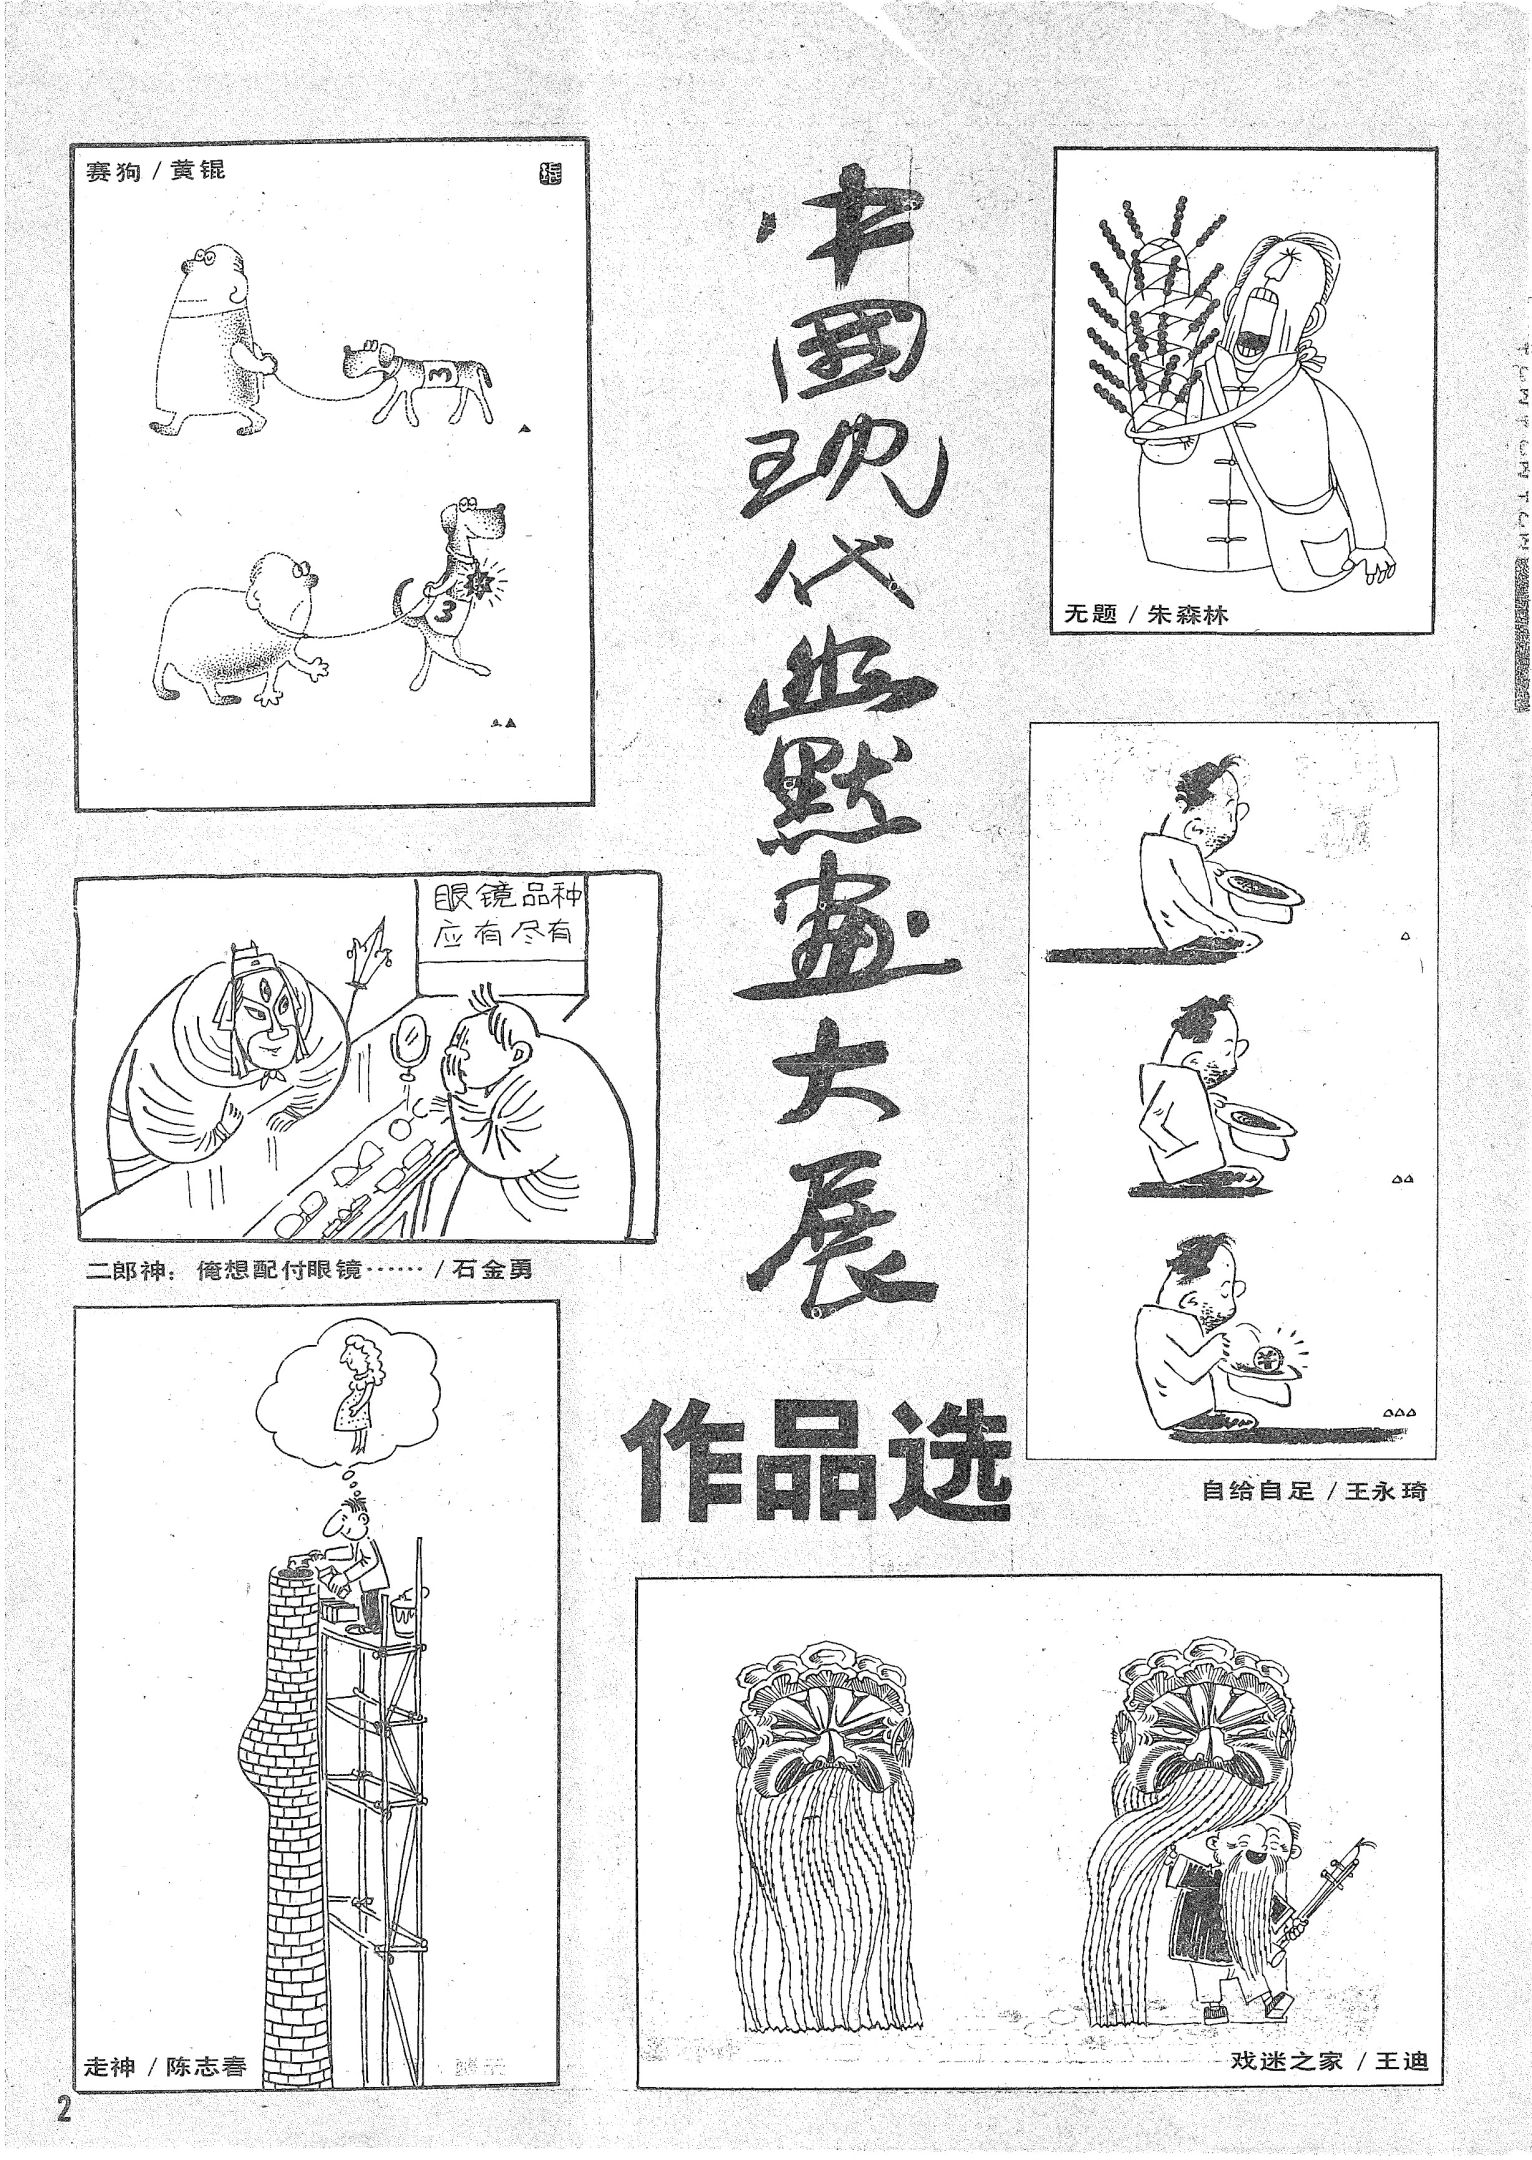 赛狗 / 黄锟
3
3
中國现代幽默画大展
作品选
无题 / 朱森林
眼镜品种
应有尽有
二郎神：俺想配付眼镜…… / 石金勇
¥
自给自足 / 王永琦
走神 / 陈志春
戏迷之家 / 王迪
2